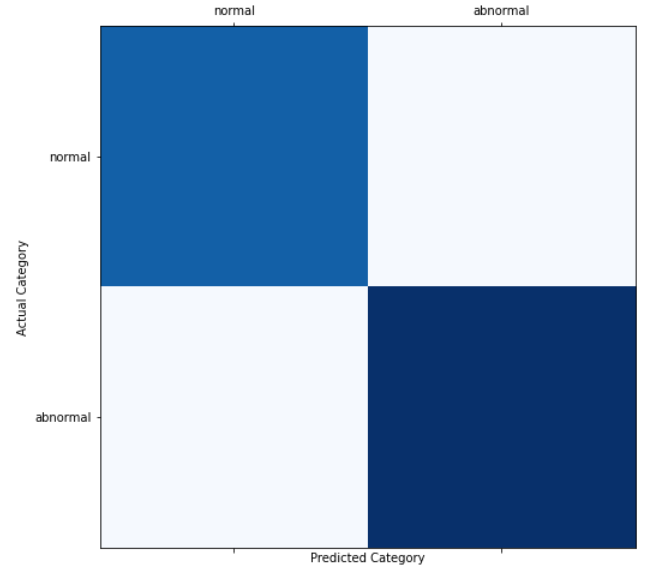 normal abnormal
normal
Actual Category
abnormal
Predicted Category